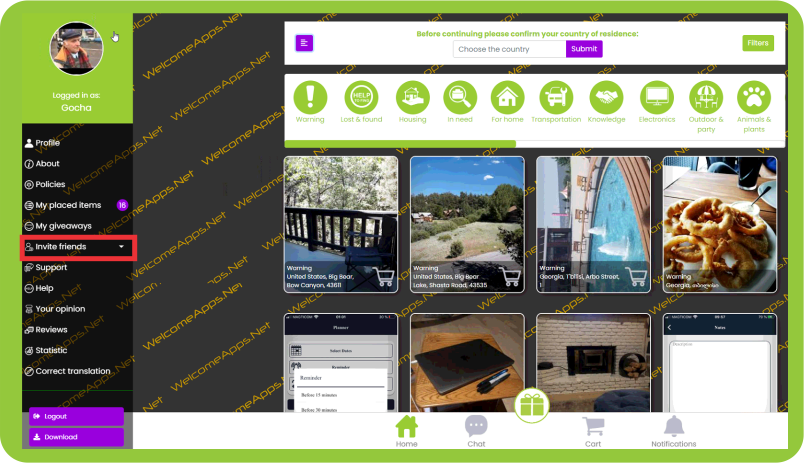 Logged in as:
Gocha
Profile
About
Policies
My placed items 16
My giveaways
Invite friends
Support
Help
Your opinion
Reviews
Statistic
Correct translation
Logout
Download
Before continuing please confirm your country of residence:
Choose the country
Submit
Filters
Warning
HELP
Lost & found
Housing
In need
For home
Transportation
Knowledge
Electronics
Outdoor &
party
Animals &
plants
Warning
United States, Big Bear,
Bow Canyon, 43611
Warning
United States, Big Bear
Lake, Shasta Road, 43535
Warning
Georgia, Tbilisi, Arbo Street,
1
Warning
Planner
Select Dates
Reminder
Reminder
Before 15 minutes
Before 30 minutes
Notes
Description
Home
Chat
Cart
Notifications
WelcomeApps.Net